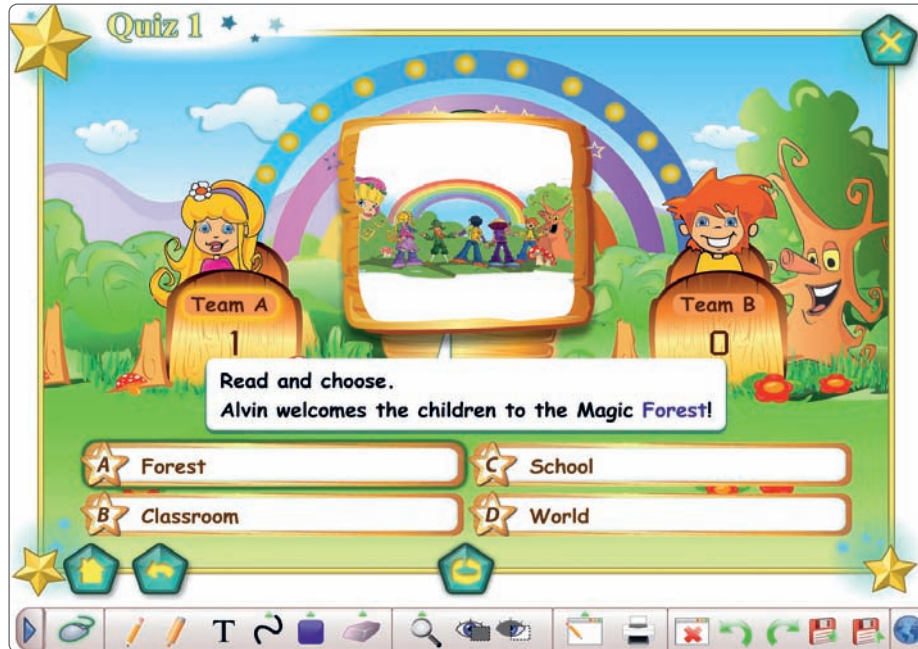 Quiz 1
Team A
1
Team B
0
Read and choose.
Alvin welcomes the children to the Magic Forest!
A Forest
C School
B Classroom
D World
T